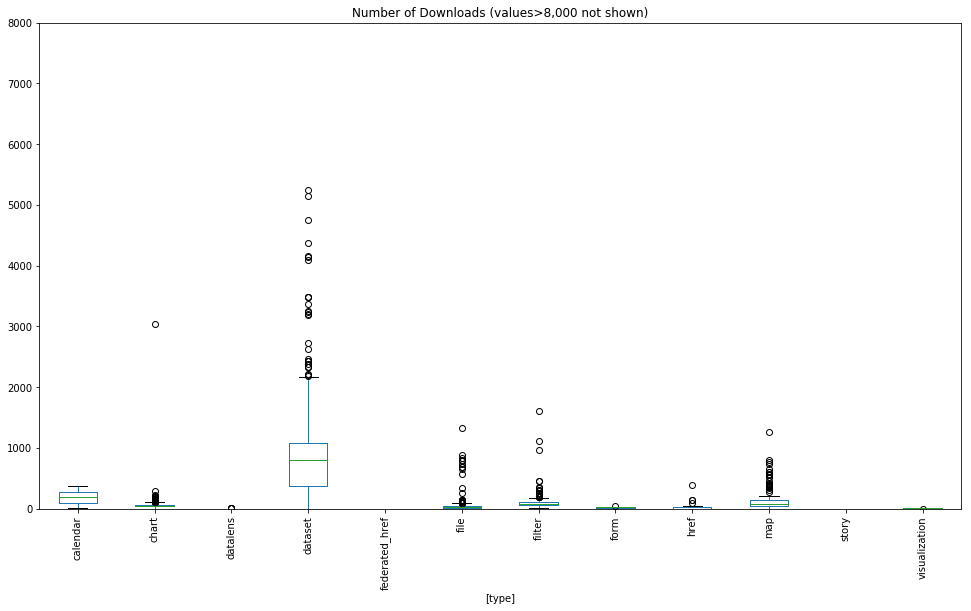 Number of Downloads (values>8,000 not shown)
8000
7000
6000
5000
4000
3000
2000
1000
0
calendar
chart
datalens
dataset
federated_href
file
filter
form
href
map
story
visualization
[type]